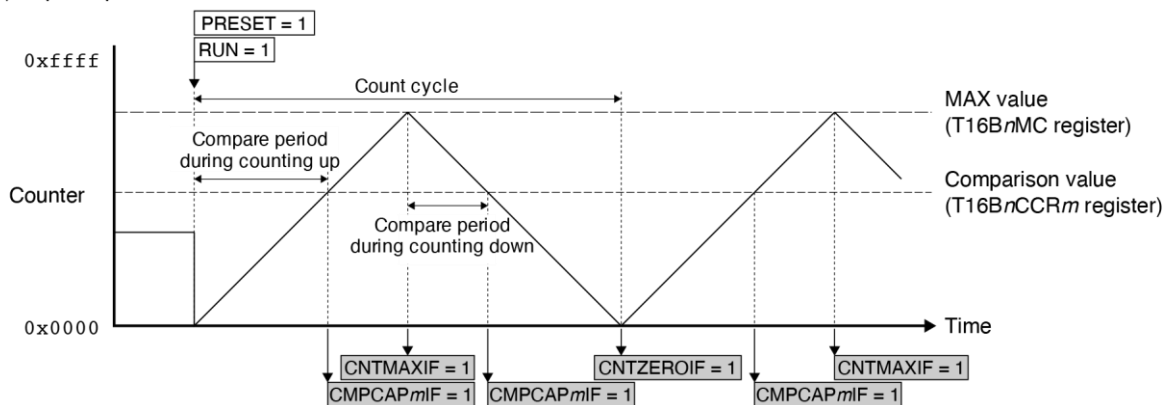 PRESET = 1
RUN = 1
0xffff
Count cycle
MAX value
(T16BnMC register)
Compare period
during counting up
Counter
Comparison value
(T16BnCCRm register)
Compare period
during counting down
0x0000
Time
CNTMAXIF = 1
CNTZEROIF = 1
CNTMAXIF = 1
CMPCAPmIF = 1
CMPCAPmIF = 1
CMPCAPmIF = 1